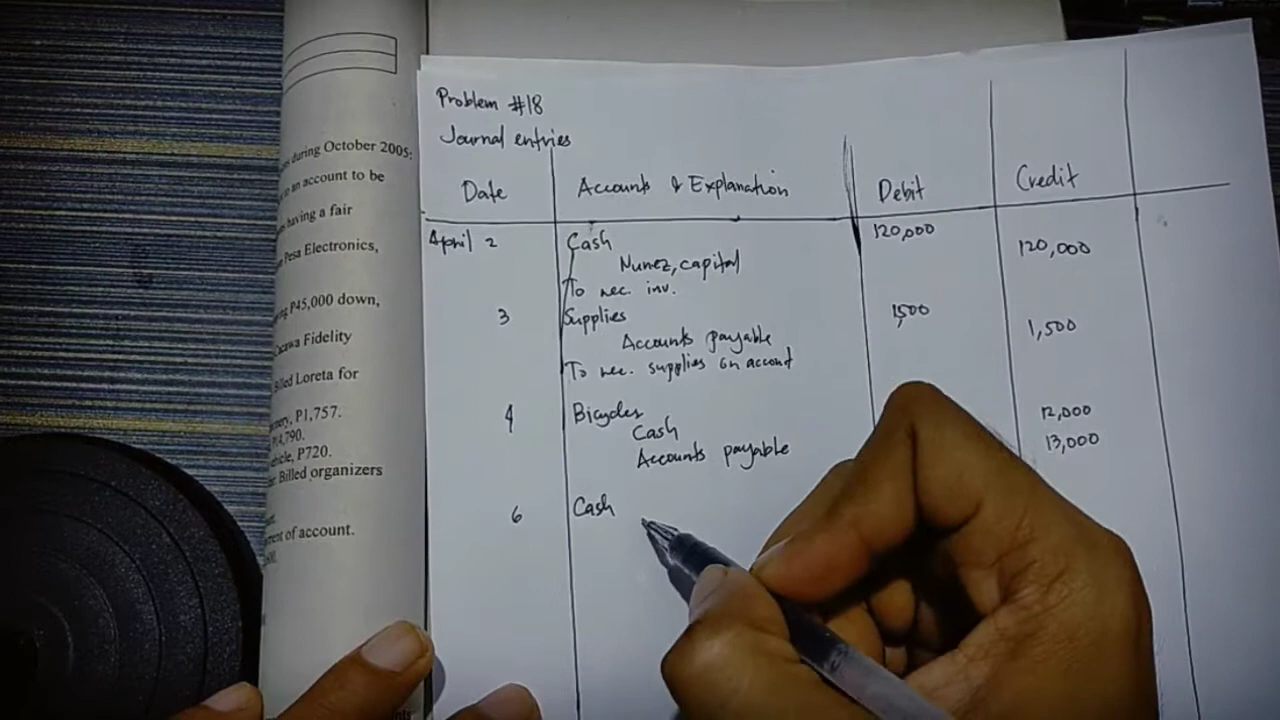 during October 2005:
an account to be
having a fair
Pesa Electronics,
P45,000 down,
Cacawa Fidelity
Billed Loreta for
P1,757.
P14,790.
P720.
Billed organizers
of account.
Problem #18
Journal entries
Date Accounts & Explanation Debit Credit
April 2 Cash 120,000
Nunez, capital 120,000
To rec. inv.
3 Supplies 1,500
Accounts payable 1,500
To rec. supplies on account
4 Bicycles
Cash 12,000
Accounts payable 13,000
6 Cash